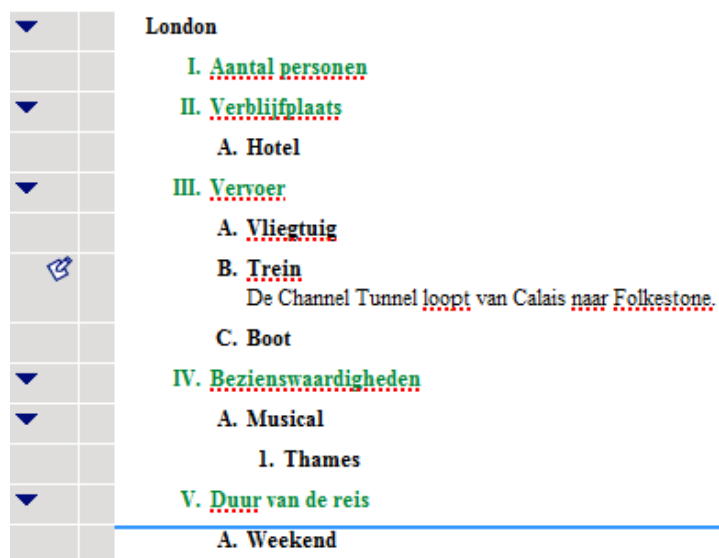 London
I. Aantal personen
II. Verblijfplaats
A. Hotel
III. Vervoer
A. Vliegtuig
B. Trein
De Channel Tunnel loopt van Calais naar Folkestone.
C. Boot
IV. Bezienswaardigheden
A. Musical
1. Thames
V. Duur van de reis
A. Weekend